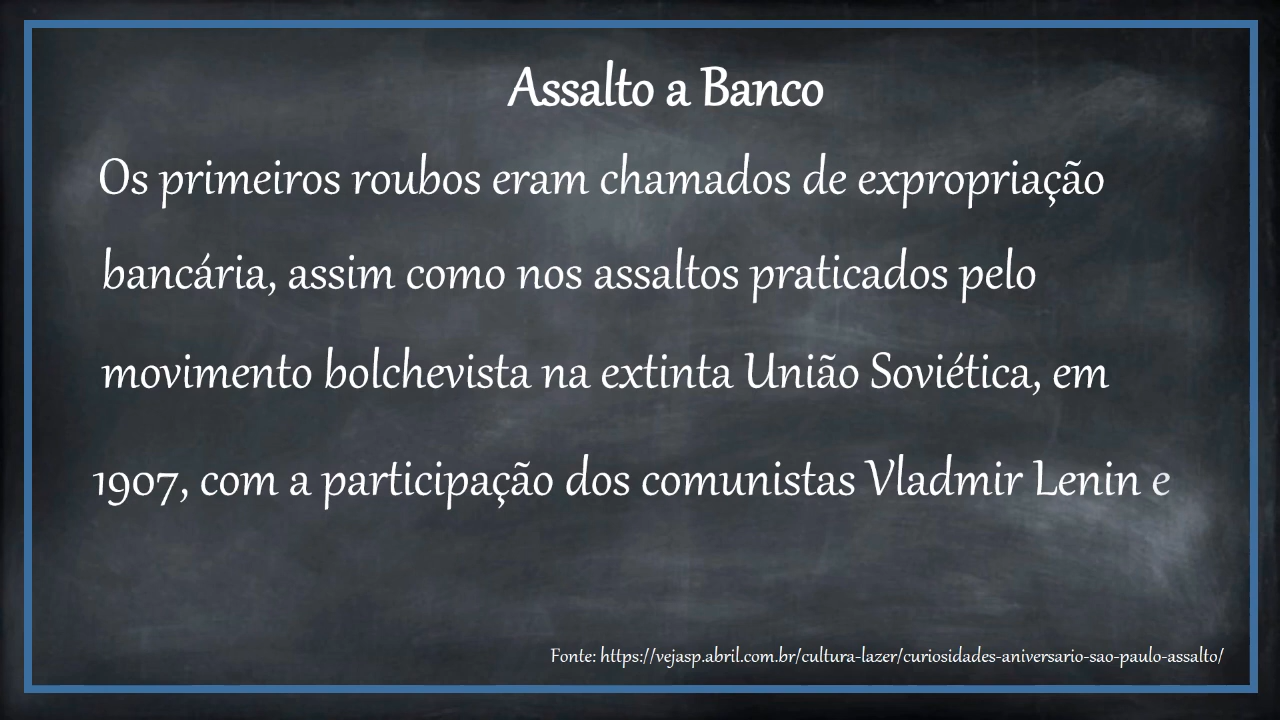 Assalto a Banco
Os primeiros roubos eram chamados de expropriação
bancária, assim como nos assaltos praticados pelo
movimento bolchevista na extinta União Soviética, em
1907, com a participação dos comunistas Vladmir Lenin e
Fonte: https://vejasp.abril.com.br/cultura-lazer/curiosidades-aniversario-sao-paulo-assalto/